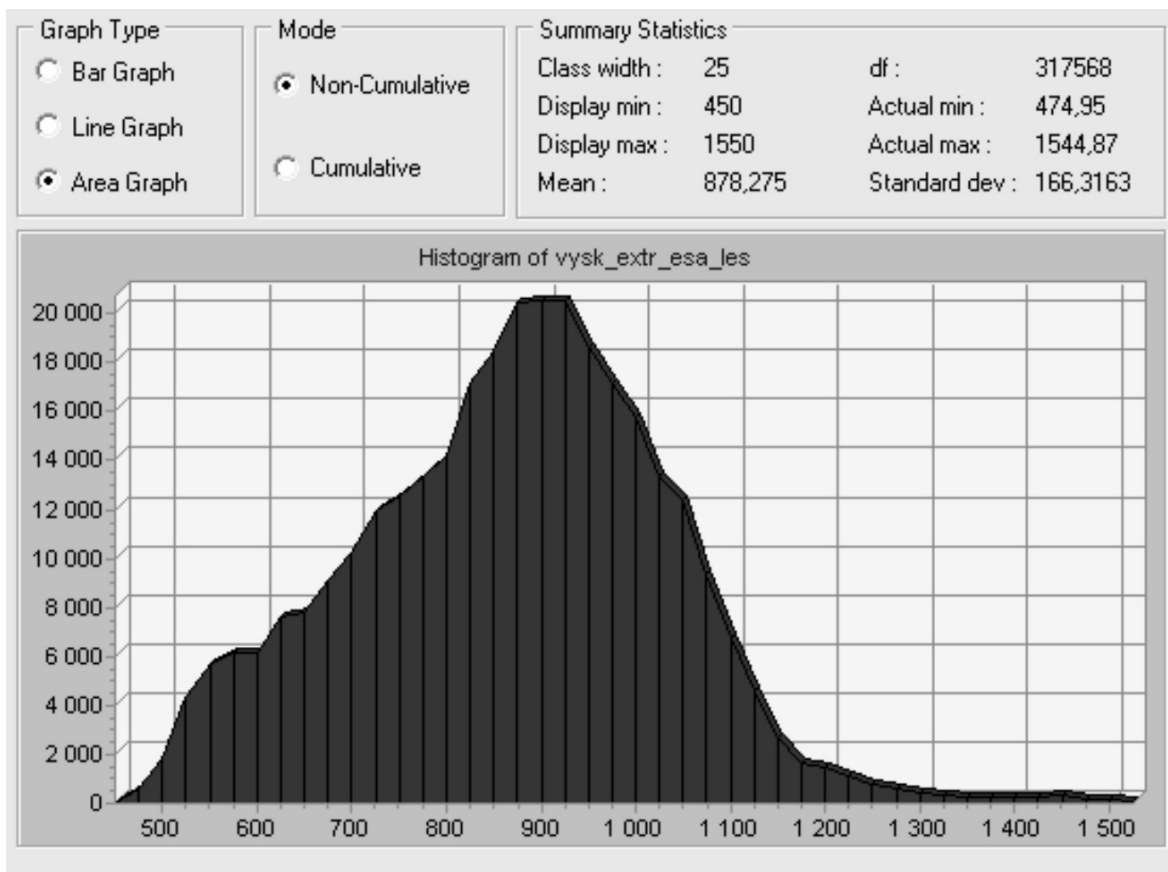 Graph Type
Bar Graph
Line Graph
Area Graph
Mode
Non-Cumulative
Cumulative
Summary Statistics
Class width : 25 df : 317568
Display min : 450 Actual min : 474,95
Display max : 1550 Actual max : 1544,87
Mean : 878,275 Standard dev : 166,3163
Histogram of vysk_extr_esa_les
20 000
18 000
16 000
14 000
12 000
10 000
8 000
6 000
4 000
2 000
0
500 600 700 800 900 1 000 1 100 1 200 1 300 1 400 1 500